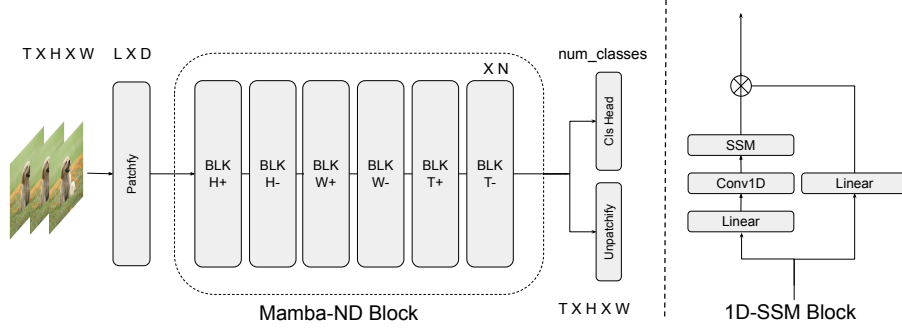 T X H X W
L X D
Patchfy
X N
BLK
H+
BLK
H-
BLK
W+
BLK
W-
BLK
T+
BLK
T-
Mamba-ND Block
num_classes
Cls Head
Unpatchify
T X H X W
SSM
Conv1D
Linear
Linear
1D-SSM Block